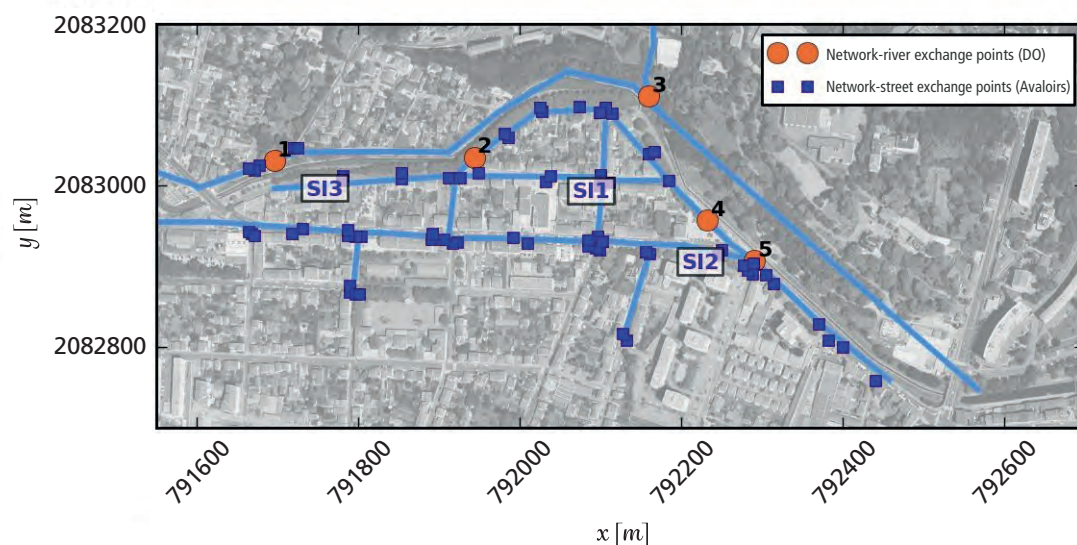 2083200
2083000
2082800
y [m]
Network-river exchange points (DO)
Network-street exchange points (Avaloirs)
1
2
3
4
5
SI3
SI1
SI2
791600
791800
792000
792200
792400
792600
x [m]